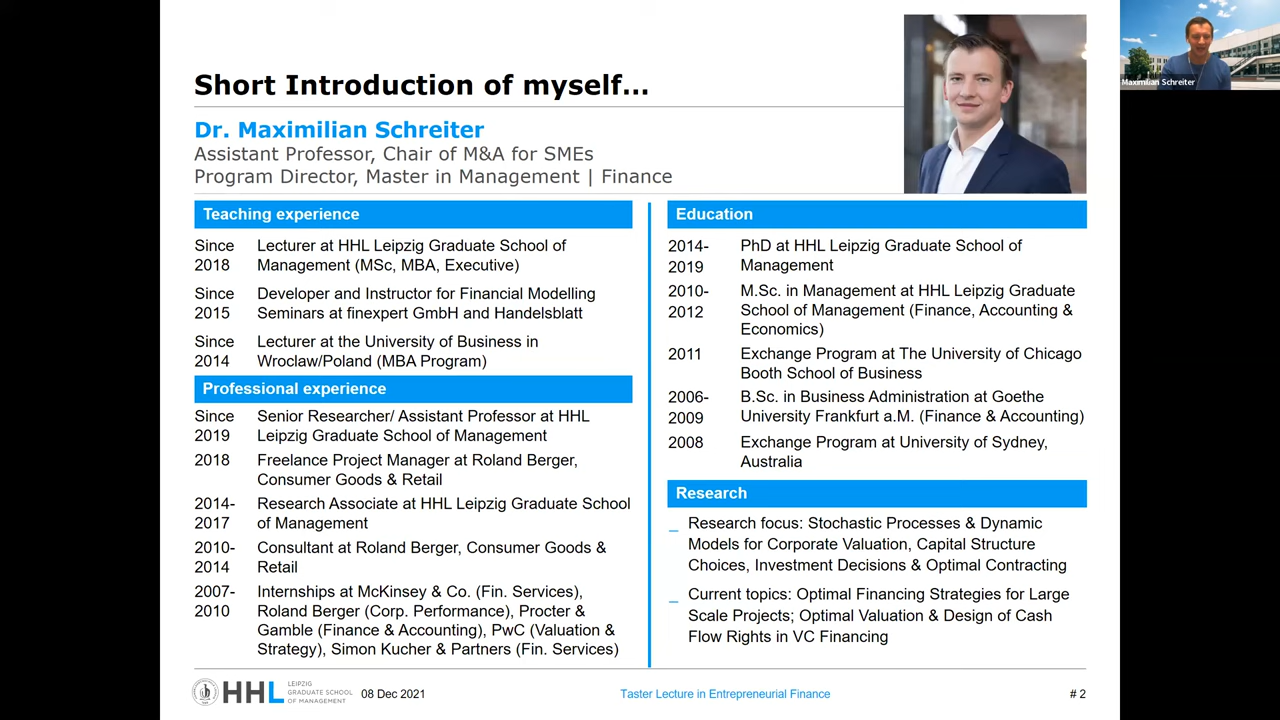 Short Introduction of myself...
Dr. Maximilian Schreiter
Assistant Professor, Chair of M&A for SMEs
Program Director, Master in Management | Finance
Teaching experience
Since Lecturer at HHL Leipzig Graduate School of
2018 Management (MSc, MBA, Executive)
Since Developer and Instructor for Financial Modelling
2015 Seminars at finexpert GmbH and Handelsblatt
Since Lecturer at the University of Business in
2014 Wroclaw/Poland (MBA Program)
Professional experience
Since Senior Researcher/ Assistant Professor at HHL
2019 Leipzig Graduate School of Management
2018 Freelance Project Manager at Roland Berger,
Consumer Goods & Retail
2014- Research Associate at HHL Leipzig Graduate School
2017 of Management
2010- Consultant at Roland Berger, Consumer Goods &
2014 Retail
2007- Internships at McKinsey & Co. (Fin. Services),
2010 Roland Berger (Corp. Performance), Procter &
Gamble (Finance & Accounting), PwC (Valuation &
Strategy), Simon Kucher & Partners (Fin. Services)
Education
2014- PhD at HHL Leipzig Graduate School of
2019 Management
2010- M.Sc. in Management at HHL Leipzig Graduate
2012 School of Management (Finance, Accounting &
Economics)
2011 Exchange Program at The University of Chicago
Booth School of Business
2006- B.Sc. in Business Administration at Goethe
2009 University Frankfurt a.M. (Finance & Accounting)
2008 Exchange Program at University of Sydney,
Australia
Research
_ Research focus: Stochastic Processes & Dynamic
Models for Corporate Valuation, Capital Structure
Choices, Investment Decisions & Optimal Contracting
_ Current topics: Optimal Financing Strategies for Large
Scale Projects; Optimal Valuation & Design of Cash
Flow Rights in VC Financing
HHL
LEIPZIG
GRADUATE SCHOOL
OF MANAGEMENT
08 Dec 2021
Taster Lecture in Entrepreneurial Finance
# 2
Maximilian Schreiter